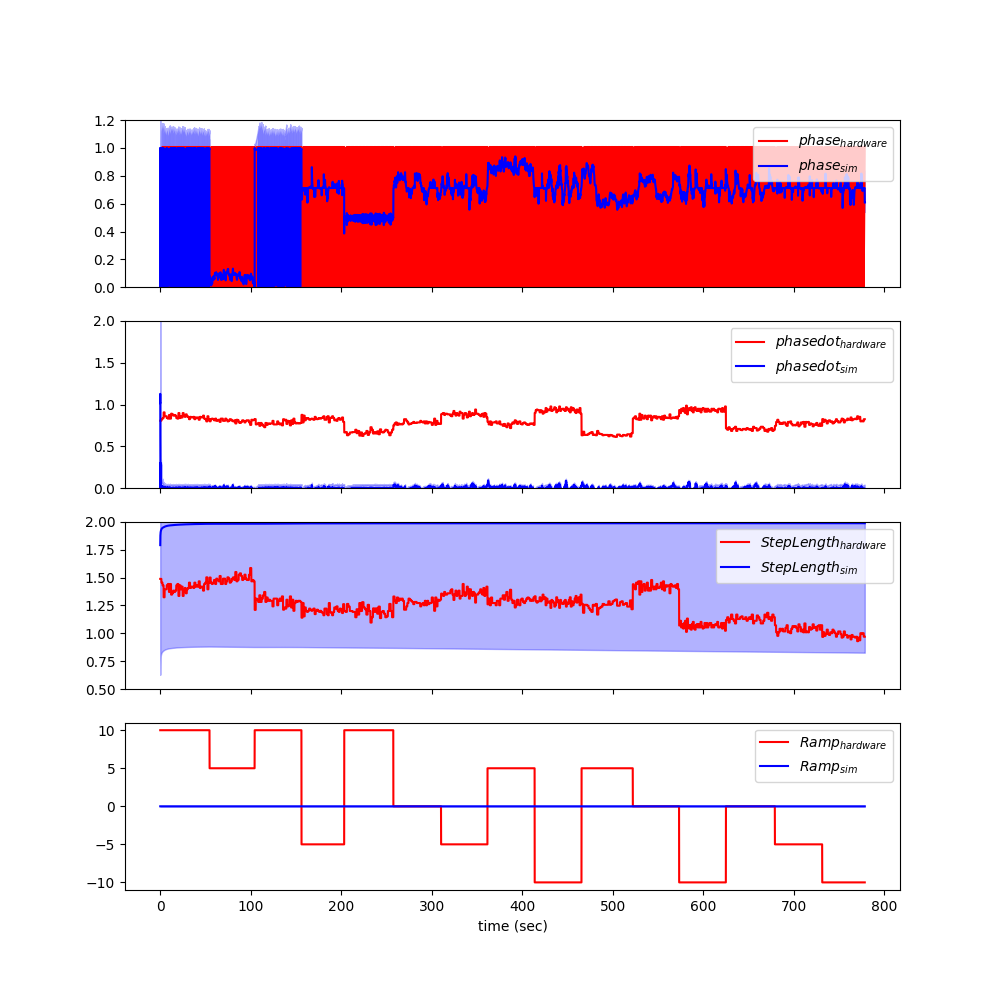 1.2
1.0
0.8
0.6
0.4
0.2
0.0
phase_hardware
phase_sim
2.0
1.5
1.0
0.5
0.0
phasedot_hardware
phasedot_sim
2.00
1.75
1.50
1.25
1.00
0.75
0.50
StepLength_hardware
StepLength_sim
10
5
0
−5
−10
Ramp_hardware
Ramp_sim
0 100 200 300 400 500 600 700 800
time (sec)